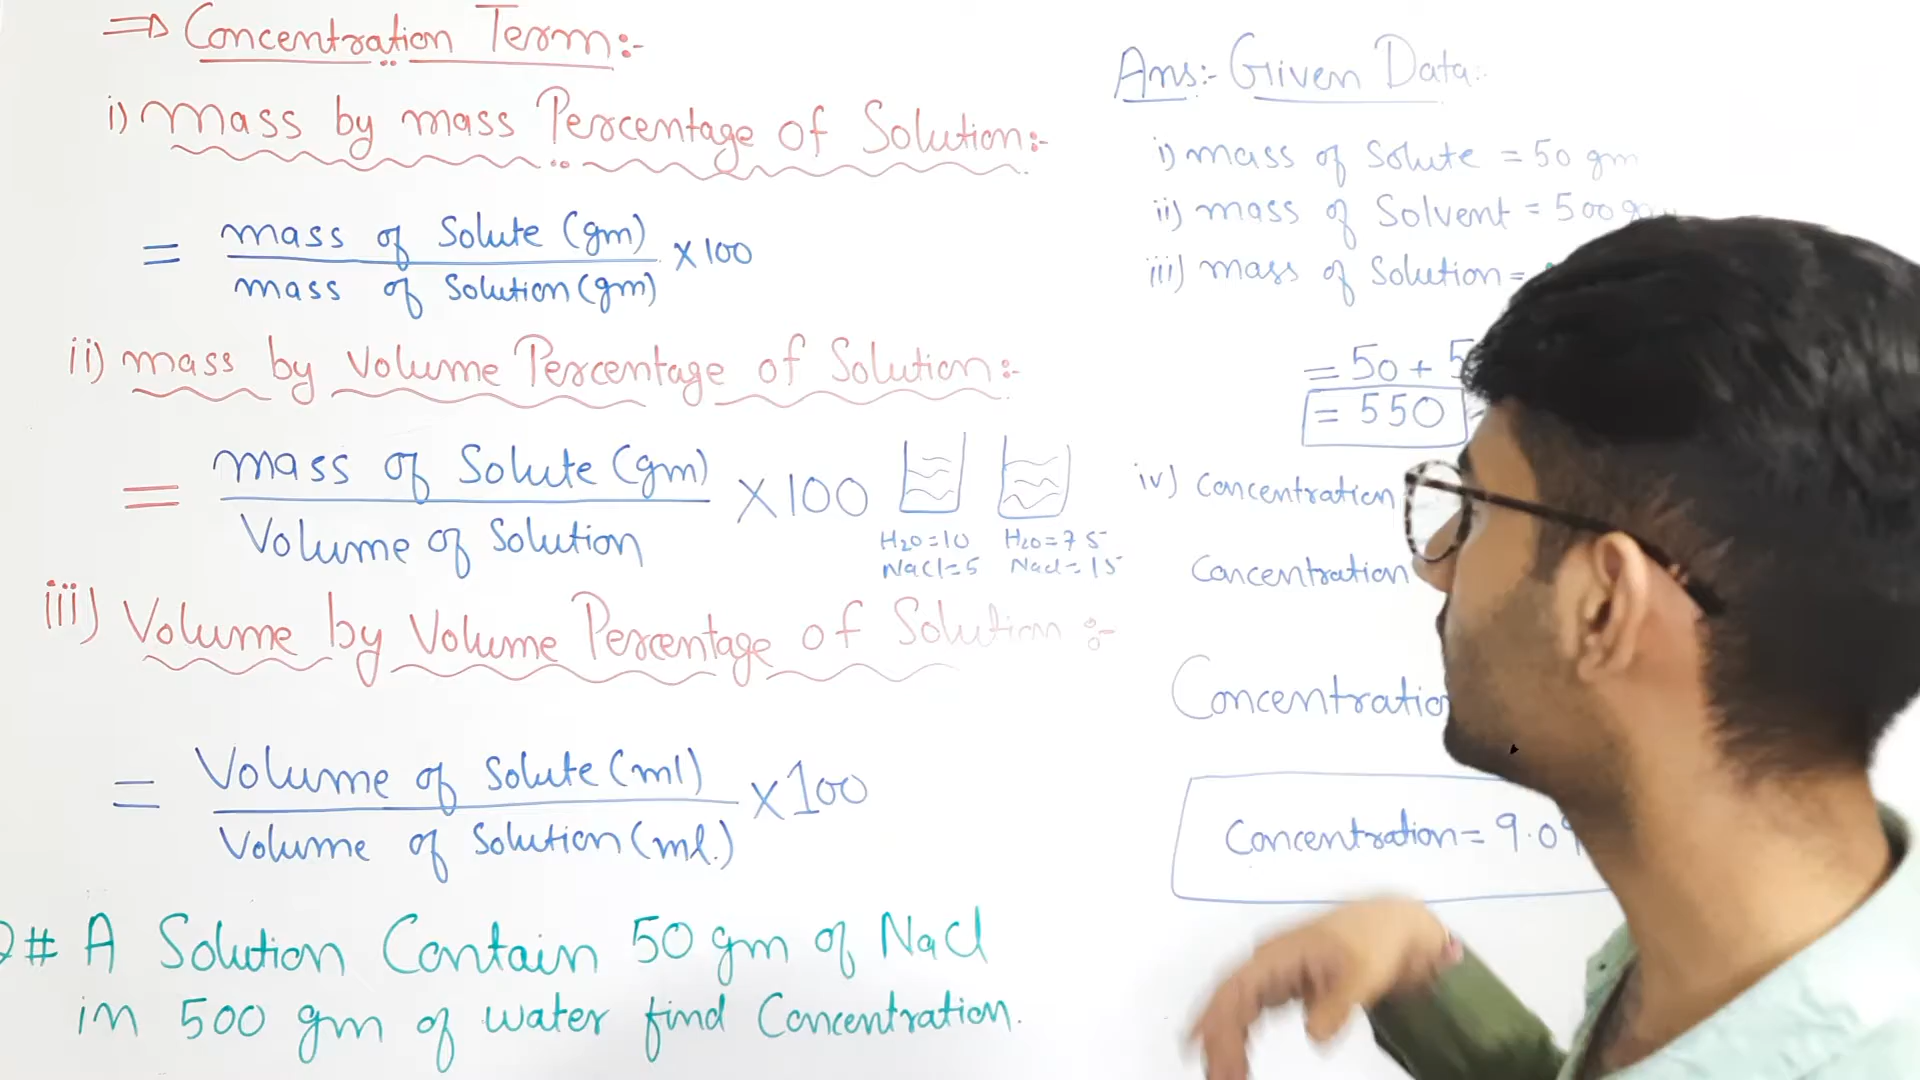 ⇒ Concentration Term:-
i) Mass by mass Percentage of Solution:-
= mass of Solute (gm) / mass of Solution (gm) × 100
ii) mass by Volume Percentage of Solution:-
= mass of Solute (gm) / Volume of Solution × 100
H2O=10 H2O=75
NaCl=5 NaCl=15
iii) Volume by Volume Percentage of Solution :-
= Volume of Solute (ml) / Volume of Solution (ml.) × 100
# A Solution Contain 50 gm of NaCl
in 500 gm of water find Concentration.
Ans:- Given Data:-
i) mass of Solute = 50 gm
ii) mass of Solvent = 500
iii) mass of Solution =
= 50 +
= 550
iv) Concentration
Concentration
Concentration = 9.09